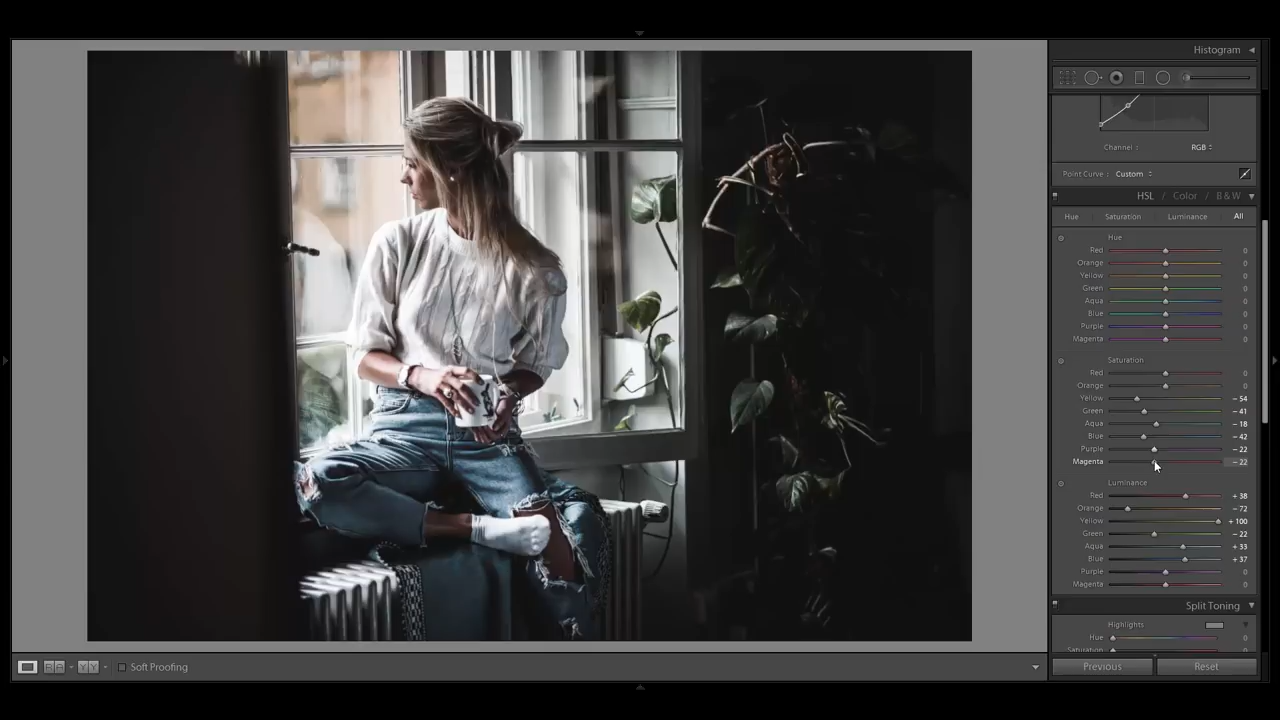 Histogram
Channel : RGB
Point Curve : Custom
HSL / Color / B & W
Hue Saturation Luminance All
Hue
Red 0
Orange 0
Yellow 0
Green 0
Aqua 0
Blue 0
Purple 0
Magenta 0
Saturation
Red 0
Orange 0
Yellow – 54
Green – 41
Aqua – 18
Blue – 42
Purple – 22
Magenta – 22
Luminance
Red + 38
Orange – 72
Yellow + 100
Green – 22
Aqua + 33
Blue + 37
Purple 0
Magenta 0
Split Toning
Highlights
Hue 0
Saturation 0
Soft Proofing Previous Reset